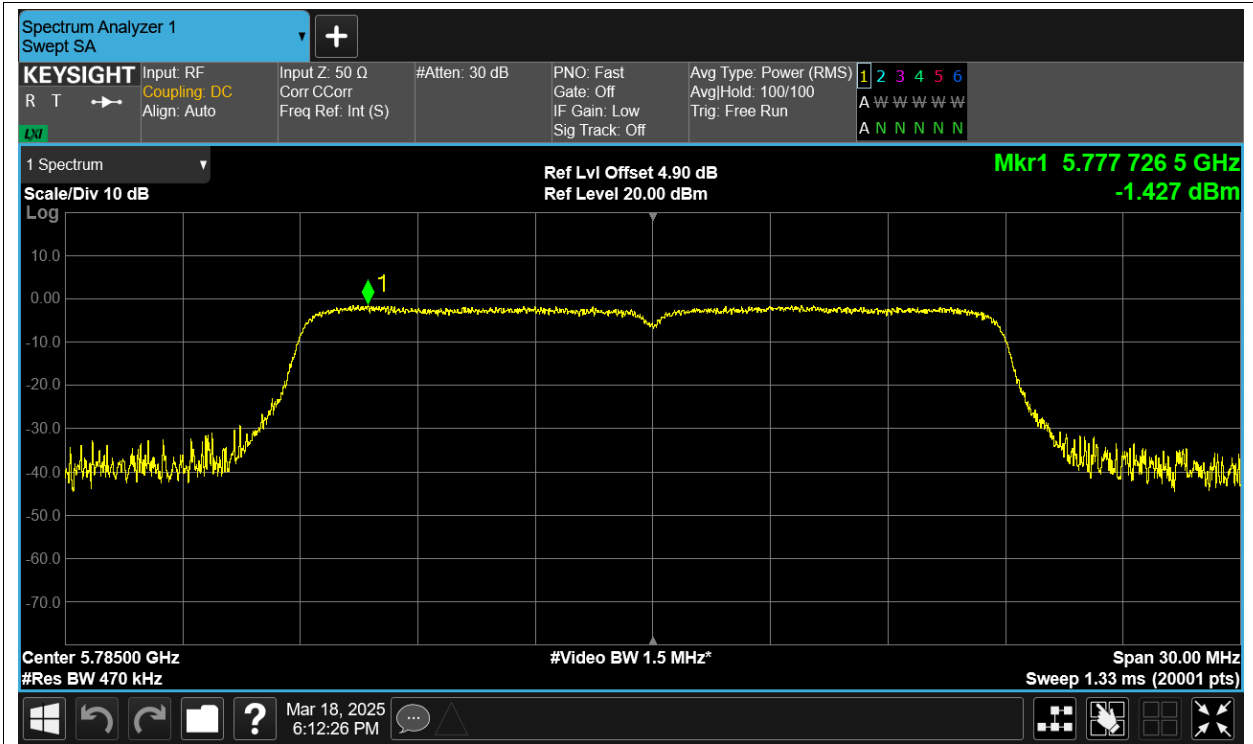 Spectrum Analyzer 1
Swept SA
KEYSIGHT
R T
LXI
Input: RF
Coupling: DC
Align: Auto
Input Z: 50 Ω
Corr CCorr
Freq Ref: Int (S)
#Atten: 30 dB
PNO: Fast
Gate: Off
IF Gain: Low
Sig Track: Off
Avg Type: Power (RMS)
Avg|Hold: 100/100
Trig: Free Run
1 2 3 4 5 6
A W W W W W
A N N N N N
1 Spectrum
Scale/Div 10 dB
Log
Ref Lvl Offset 4.90 dB
Ref Level 20.00 dBm
Mkr1 5.777 726 5 GHz
-1.427 dBm
1
10.0
0.00
-10.0
-20.0
-30.0
-40.0
-50.0
-60.0
-70.0
Center 5.78500 GHz
#Res BW 470 kHz
#Video BW 1.5 MHz*
Span 30.00 MHz
Sweep 1.33 ms (20001 pts)
?
Mar 18, 2025
6:12:26 PM